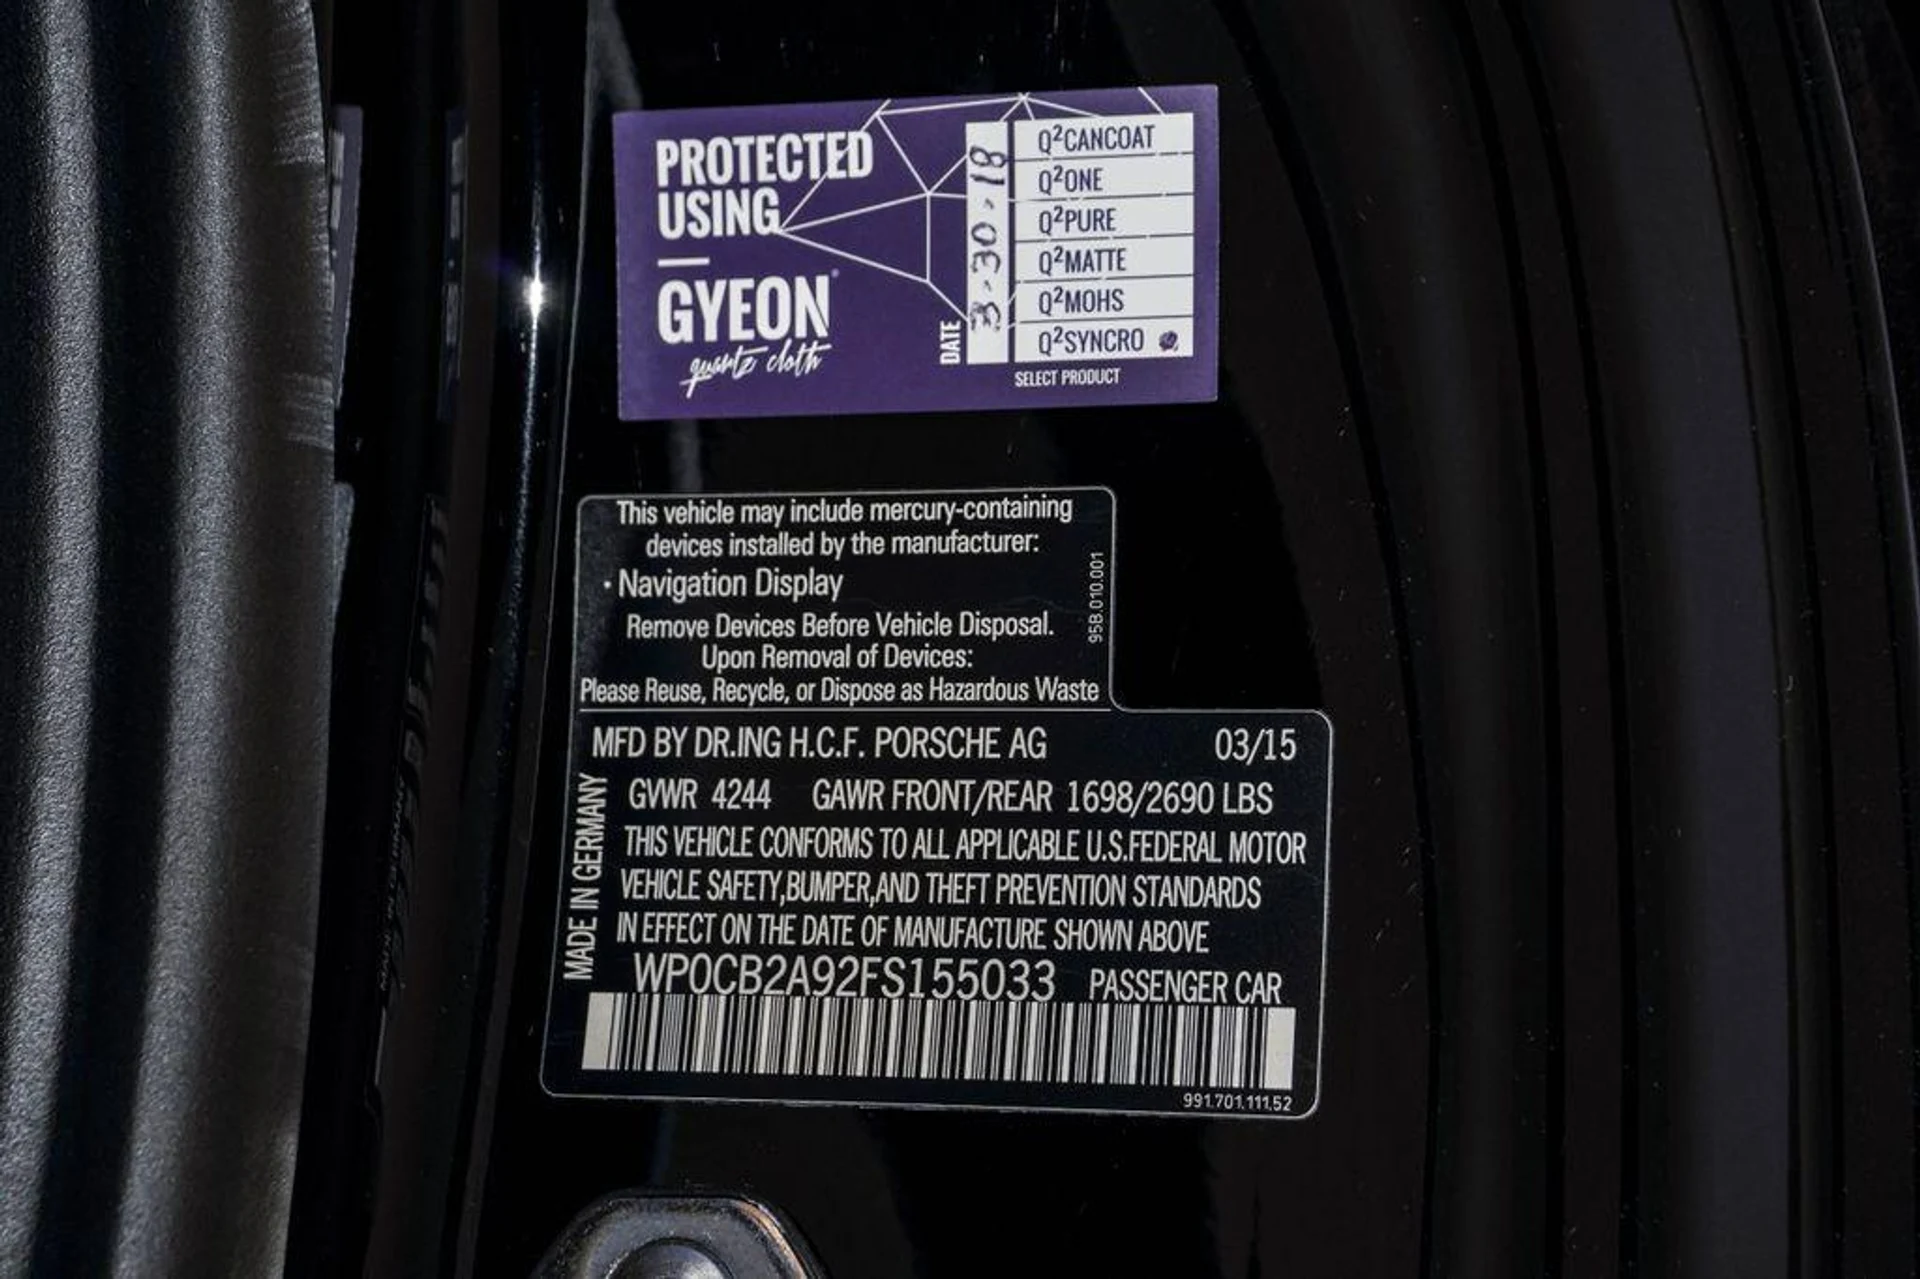 PROTECTED
USING
GYEON®
quartz cloth
DATE
3-30-18
Q²CANCOAT
Q²ONE
Q²PURE
Q²MATTE
Q²MOHS
Q²SYNCRO
SELECT PRODUCT
This vehicle may include mercury-containing
devices installed by the manufacturer:
· Navigation Display
Remove Devices Before Vehicle Disposal.
Upon Removal of Devices:
Please Reuse, Recycle, or Dispose as Hazardous Waste
958.010.001
MFD BY DR.ING H.C.F. PORSCHE AG 03/15
GVWR 4244 GAWR FRONT/REAR 1698/2690 LBS
THIS VEHICLE CONFORMS TO ALL APPLICABLE U.S.FEDERAL MOTOR
VEHICLE SAFETY,BUMPER,AND THEFT PREVENTION STANDARDS
IN EFFECT ON THE DATE OF MANUFACTURE SHOWN ABOVE
MADE IN GERMANY
WP0CB2A92FS155033 PASSENGER CAR
991.701.111.52